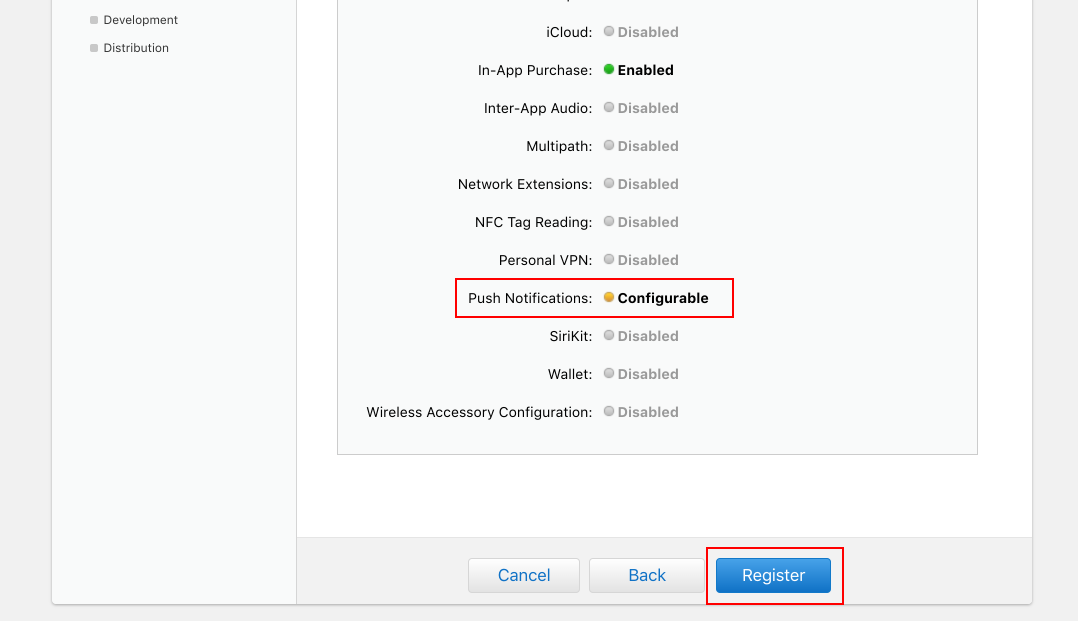 Development
Distribution
iCloud: Disabled
In-App Purchase: Enabled
Inter-App Audio: Disabled
Multipath: Disabled
Network Extensions: Disabled
NFC Tag Reading: Disabled
Personal VPN: Disabled
Push Notifications: Configurable
SiriKit: Disabled
Wallet: Disabled
Wireless Accessory Configuration: Disabled
Cancel
Back
Register